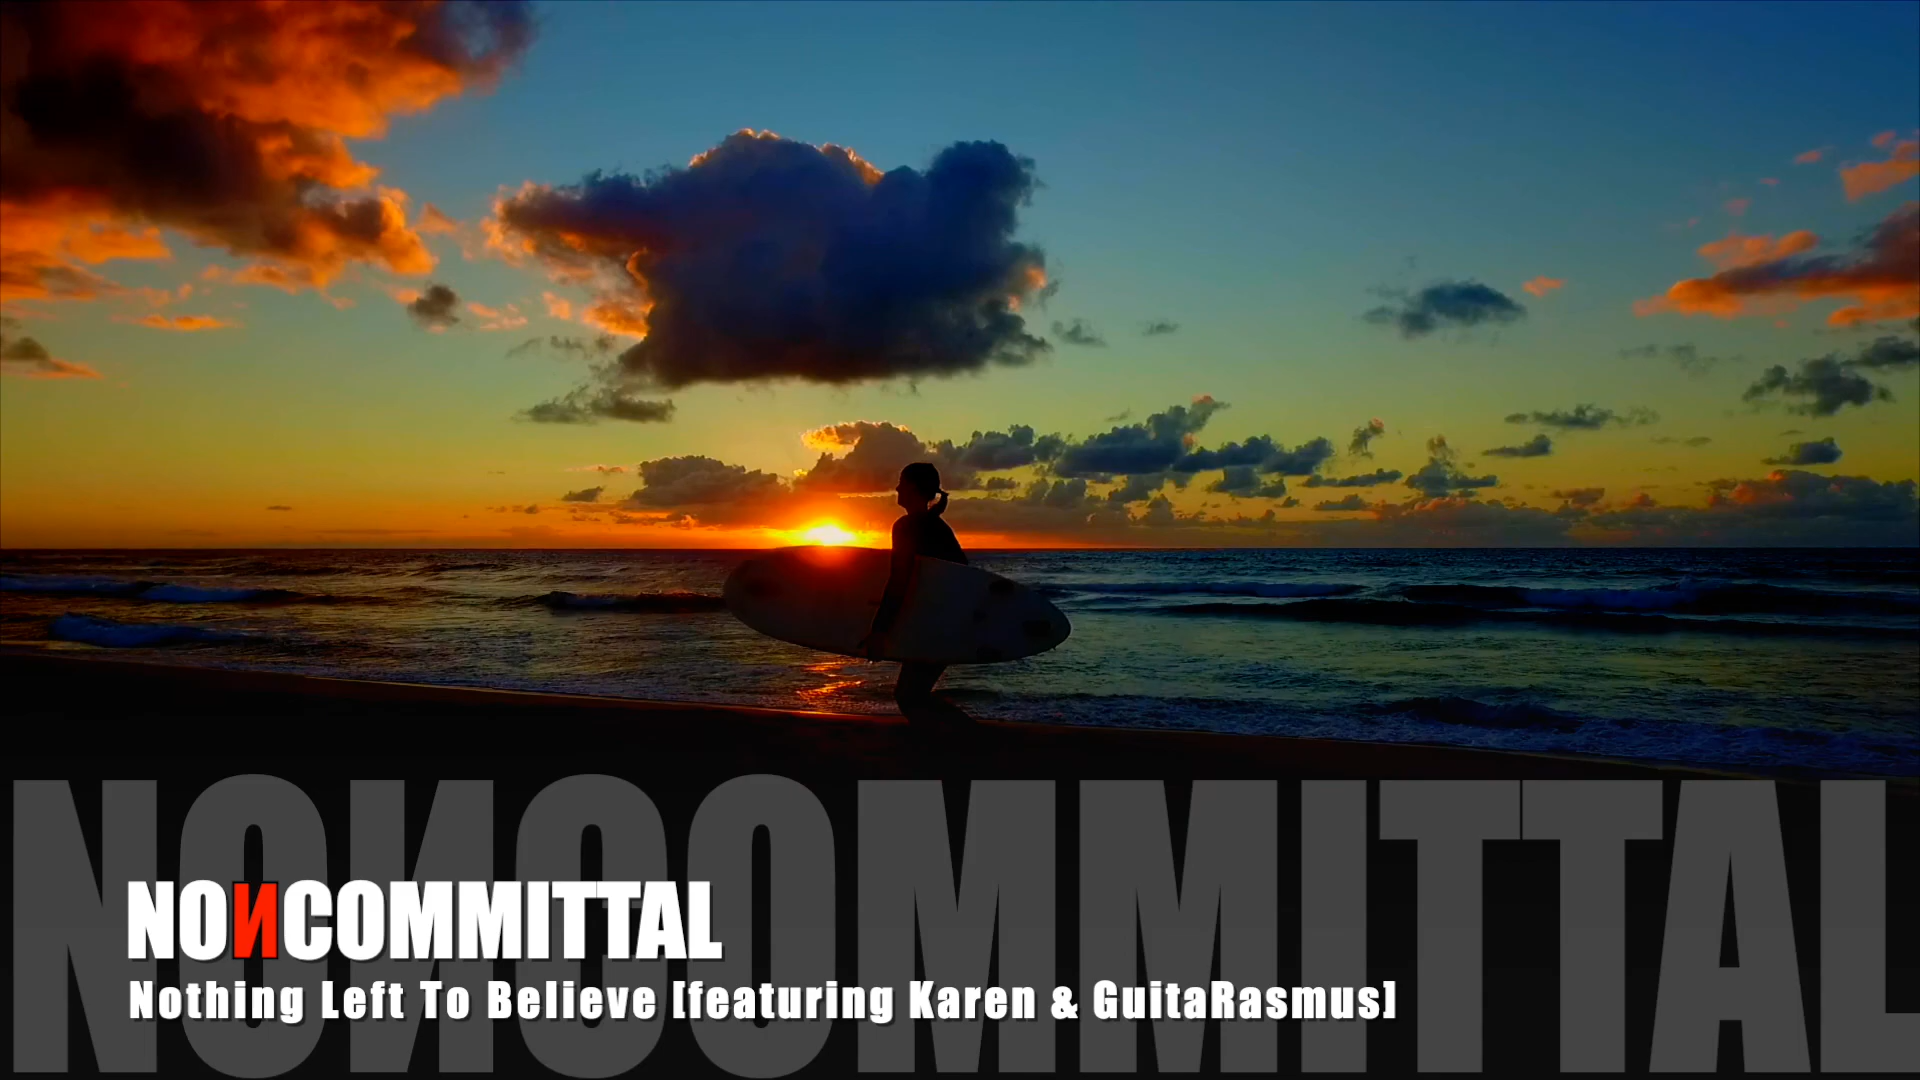 NOИCOMMITTAL
NOИCOMMITTAL
Nothing Left To Believe [featuring Karen & GuitaRasmus]